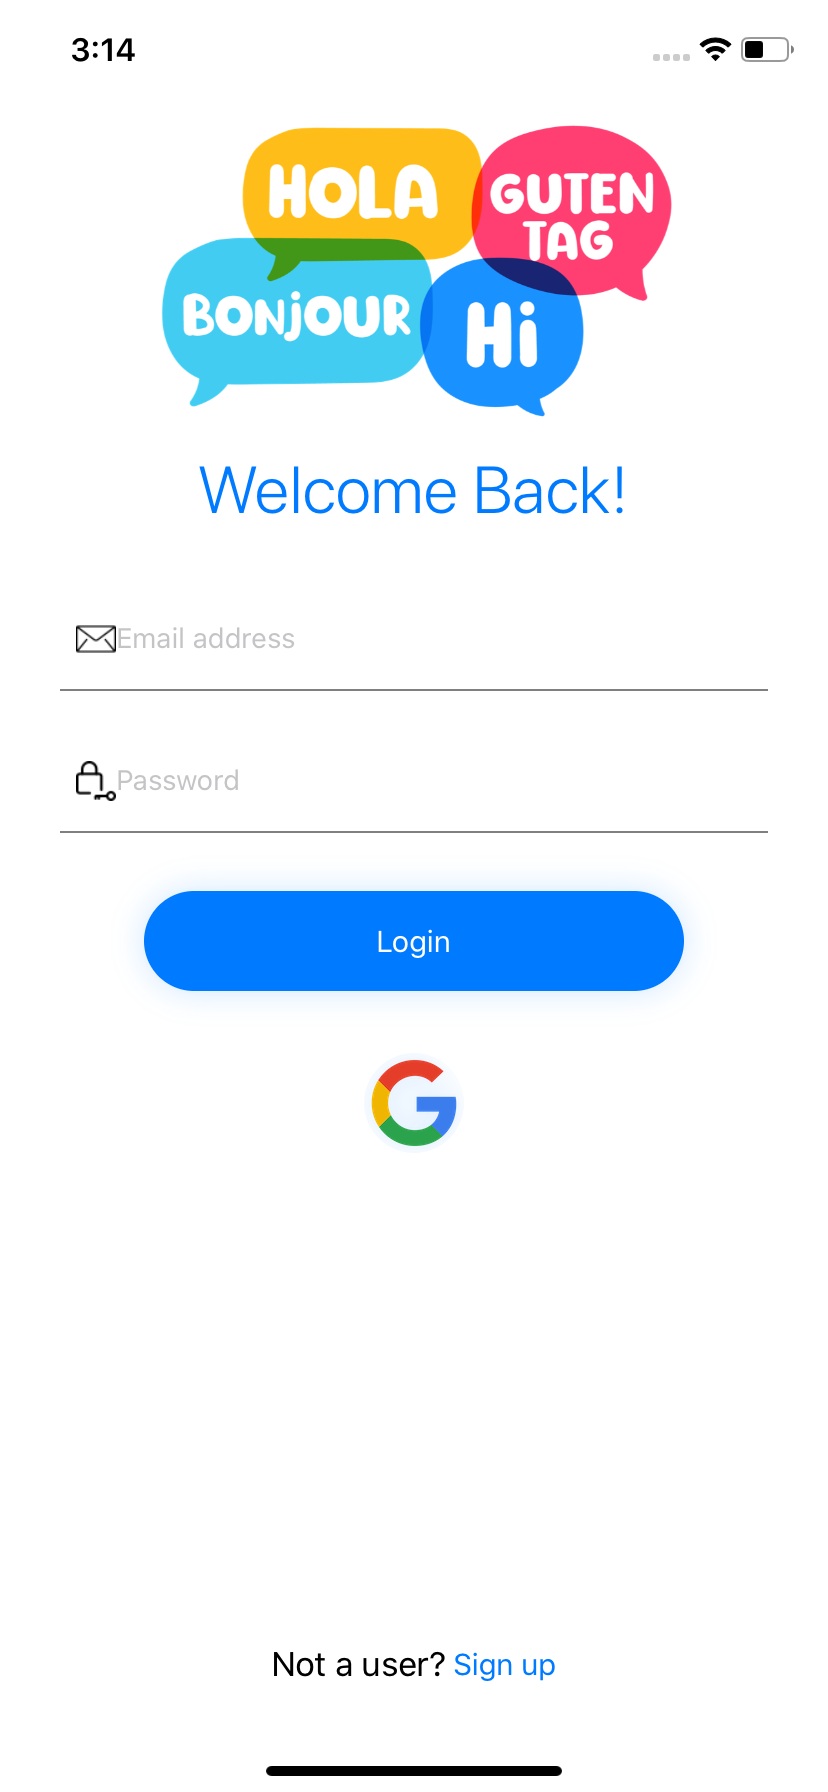 3:14
HOLA
GUTEN
TAG
BONjOUR
Hi
Welcome Back!
Email address
Password
Login
Not a user? Sign up